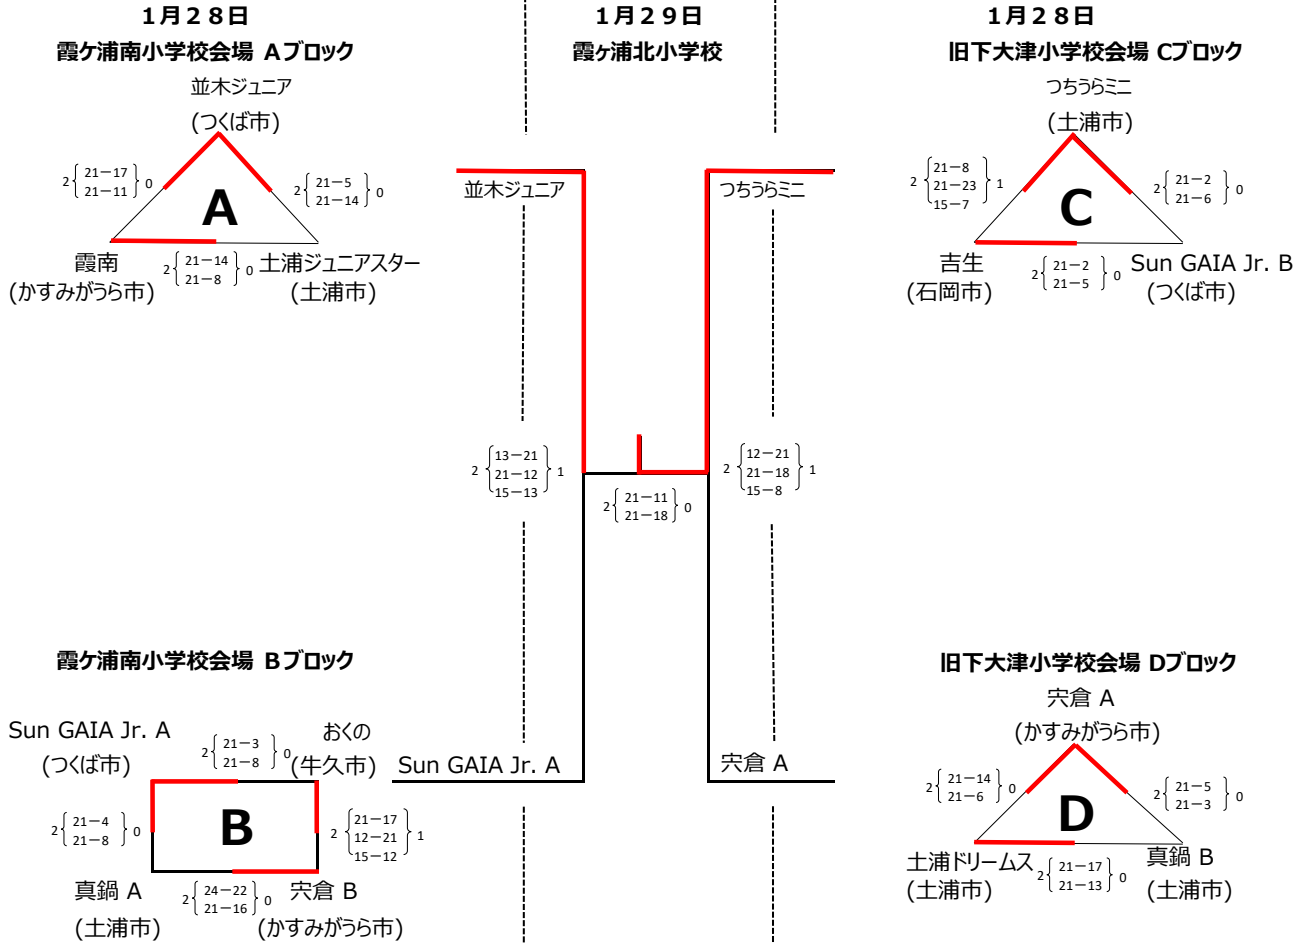 1月２８日
霞ケ浦南小学校会場 Aブロック
並木ジュニア
(つくば市)
2 21－17 0
21－11
2 21－5 0
21－14
A
霞南
(かすみがうら市)
2 21－14 0
21－8
土浦ジュニアスター
(土浦市)
1月２９日
霞ヶ浦北小学校
並木ジュニア
つちうらミニ
2 13－21 1
21－12
15－13
2 21－11 0
21－18
2 12－21 1
21－18
15－8
Sun GAIA Jr. A
宍倉 A
1月２８日
旧下大津小学校会場 Cブロック
つちうらミニ
(土浦市)
2 21－8 1
21－23
15－7
2 21－2 0
21－6
C
吉生
(石岡市)
2 21－2 0
21－5
Sun GAIA Jr. B
(つくば市)
霞ケ浦南小学校会場 Bブロック
Sun GAIA Jr. A
(つくば市)
2 21－3 0
21－8
おくの
(牛久市)
2 21－4 0
21－8
B
2 21－17 1
12－21
15－12
真鍋 A
(土浦市)
2 24－22 0
21－16
宍倉 B
(かすみがうら市)
旧下大津小学校会場 Dブロック
宍倉 A
(かすみがうら市)
2 21－14 0
21－6
2 21－5 0
21－3
D
土浦ドリームス
(土浦市)
2 21－17 0
21－13
真鍋 B
(土浦市)